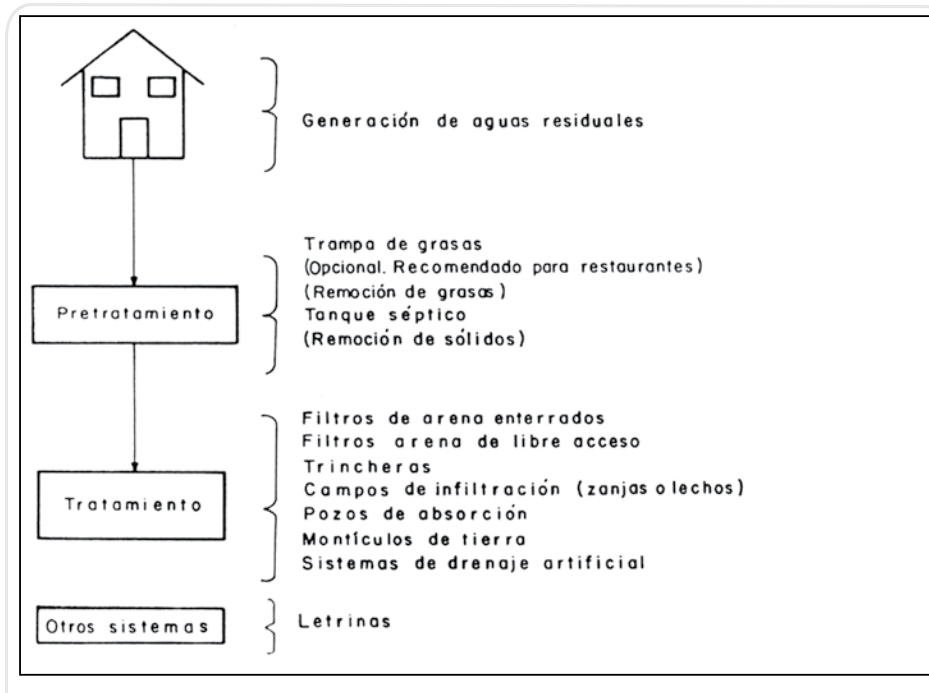 Generación de aguas residuales
Trampa de grasas
(Opcional. Recomendado para restaurantes)
(Remoción de grasas)
Pretratamiento
Tanque séptico
(Remoción de sólidos)
Filtros de arena enterrados
Filtros arena de libre acceso
Trincheras
Campos de infiltración (zanjas o lechos)
Tratamiento
Pozos de absorción
Montículos de tierra
Sistemas de drenaje artificial
Otros sistemas
Letrinas